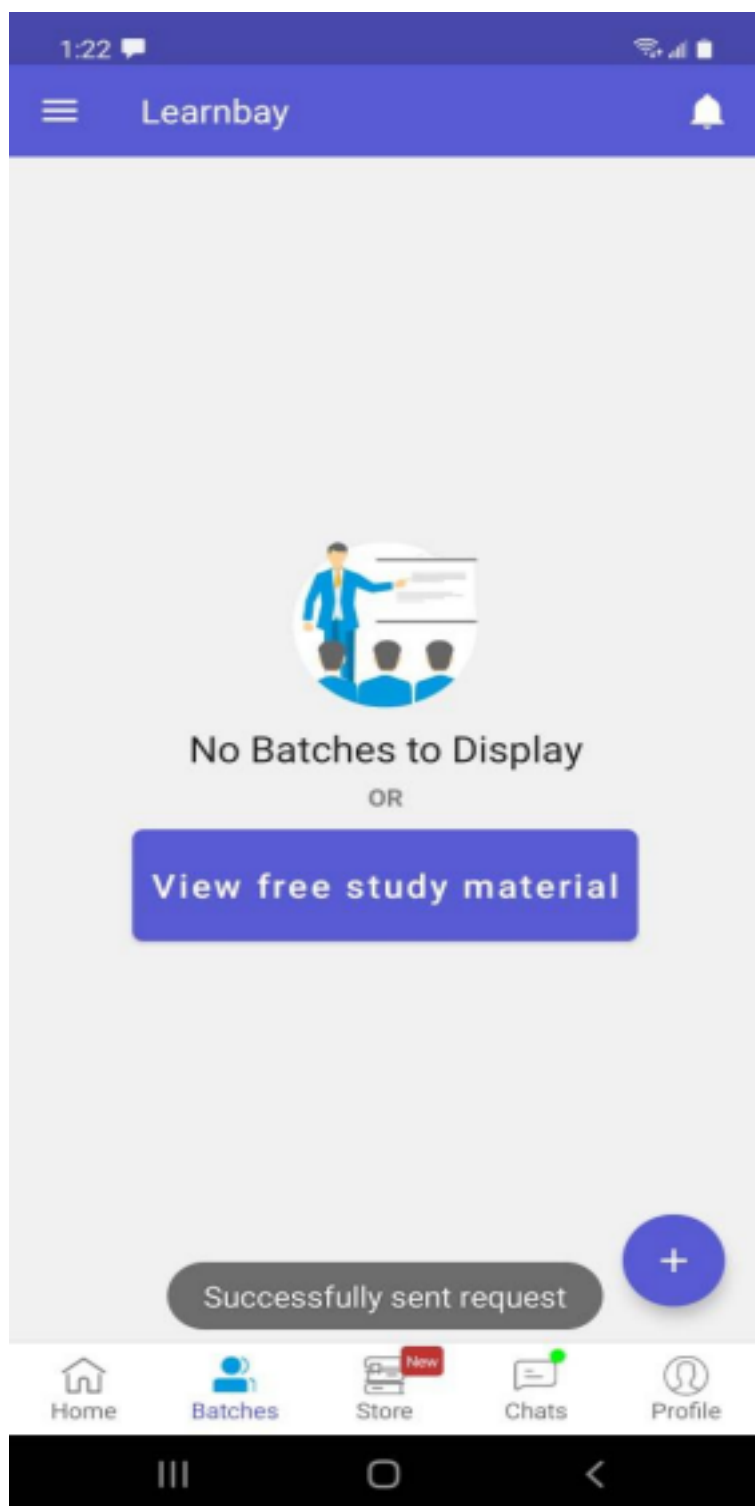 1:22
Learnbay
No Batches to Display
OR
View free study material
Successfully sent request
New
Home Batches Store Chats Profile